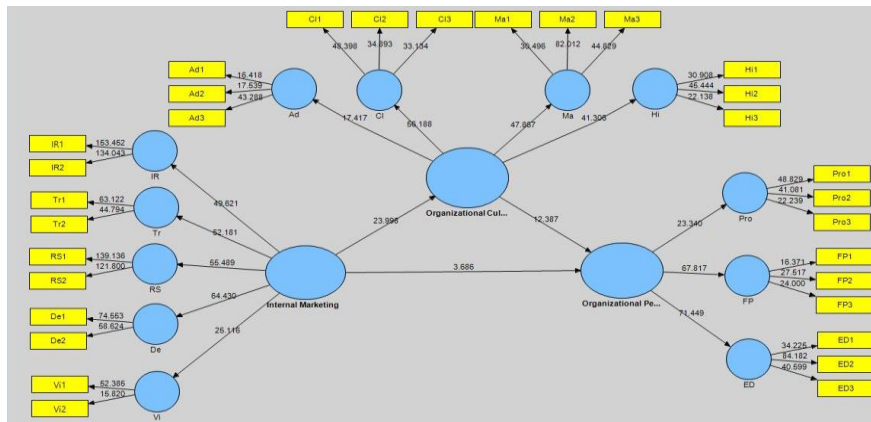 Cl1
Cl2
Cl3
Ma1
Ma2
Ma3
48.398
34.893
33.134
30.496
82.012
44.829
Ad1
Ad2
Ad3
16.418
17.539
43.288
Ad
Cl
Ma
Hi
30.908
45.444
22.138
Hi1
Hi2
Hi3
17.417
66.188
47.887
41.306
IR1
IR2
153.452
134.043
IR
Tr1
Tr2
63.122
44.794
Tr
RS1
RS2
139.136
121.800
RS
De1
De2
74.553
58.624
De
Vi1
Vi2
52.385
15.820
Vi
49.621
52.181
55.489
64.430
25.116
Internal Marketing
23.996
Organizational Cul...
12.387
3.686
Organizational Pe...
23.340
67.817
71.449
Pro
48.829
41.081
22.239
Pro1
Pro2
Pro3
FP
16.371
27.517
24.000
FP1
FP2
FP3
ED
34.225
84.182
40.599
ED1
ED2
ED3